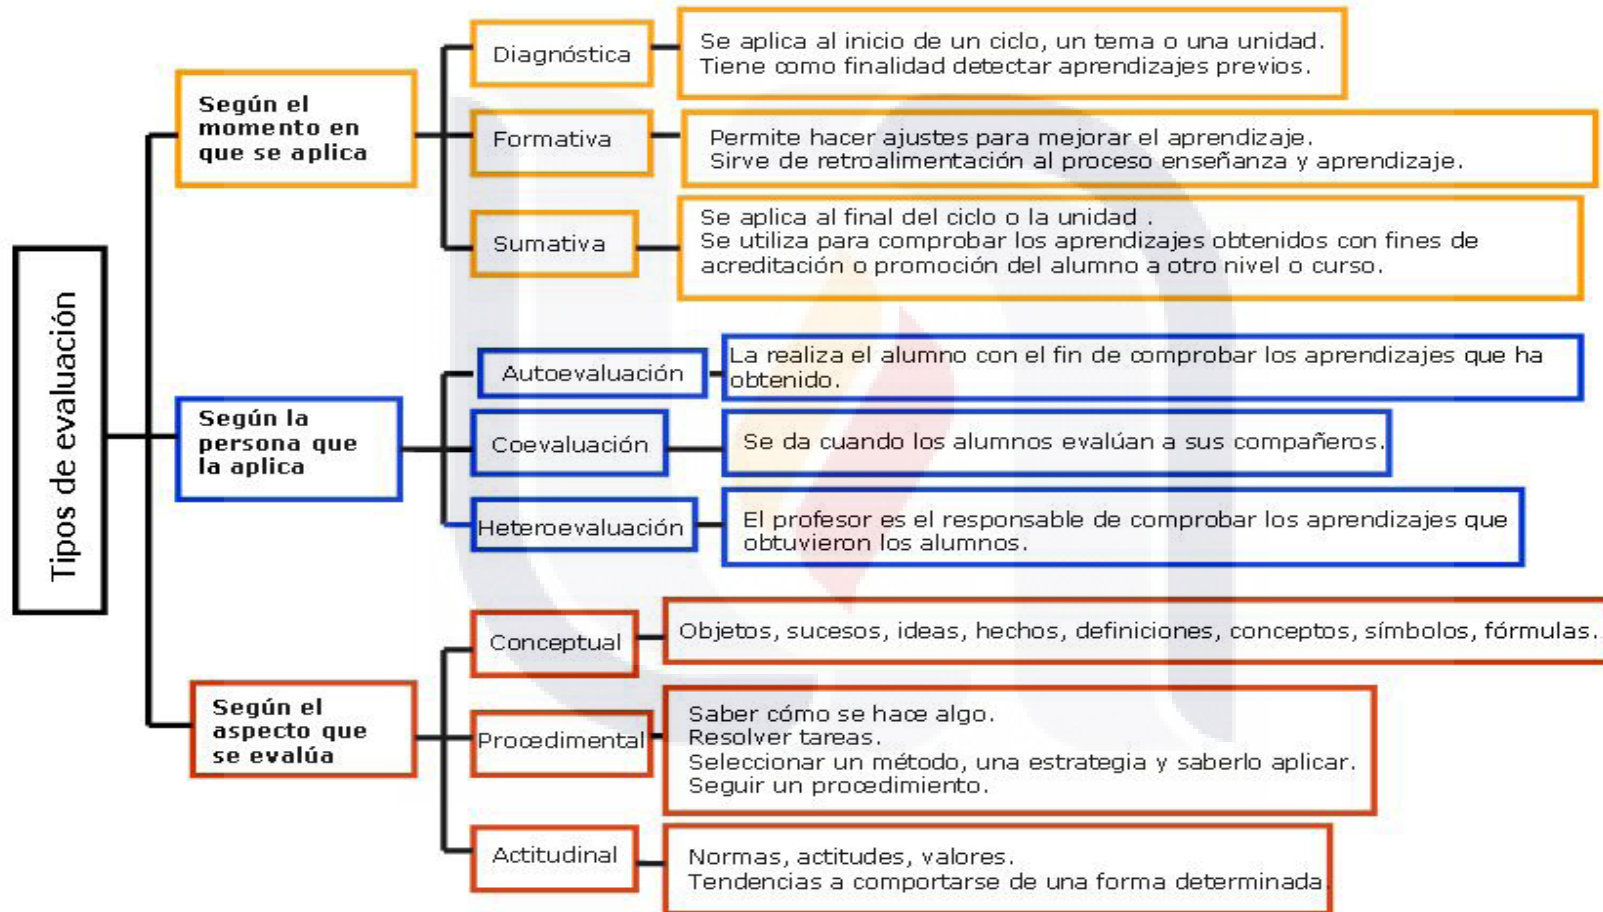 Tipos de evaluación
Según el
momento en
que se aplica
Diagnóstica
Se aplica al inicio de un ciclo, un tema o una unidad.
Tiene como finalidad detectar aprendizajes previos.
Formativa
Permite hacer ajustes para mejorar el aprendizaje.
Sirve de retroalimentación al proceso enseñanza y aprendizaje.
Sumativa
Se aplica al final del ciclo o la unidad .
Se utiliza para comprobar los aprendizajes obtenidos con fines de
acreditación o promoción del alumno a otro nivel o curso.
Según la
persona que
la aplica
Autoevaluación
La realiza el alumno con el fin de comprobar los aprendizajes que ha
obtenido.
Coevaluación
Se da cuando los alumnos evalúan a sus compañeros.
Heteroevaluación
El profesor es el responsable de comprobar los aprendizajes que
obtuvieron los alumnos.
Según el
aspecto que
se evalúa
Conceptual
Objetos, sucesos, ideas, hechos, definiciones, conceptos, símbolos, fórmulas.
Procedimental
Saber cómo se hace algo.
Resolver tareas.
Seleccionar un método, una estrategia y saberlo aplicar.
Seguir un procedimiento.
Actitudinal
Normas, actitudes, valores.
Tendencias a comportarse de una forma determinada.